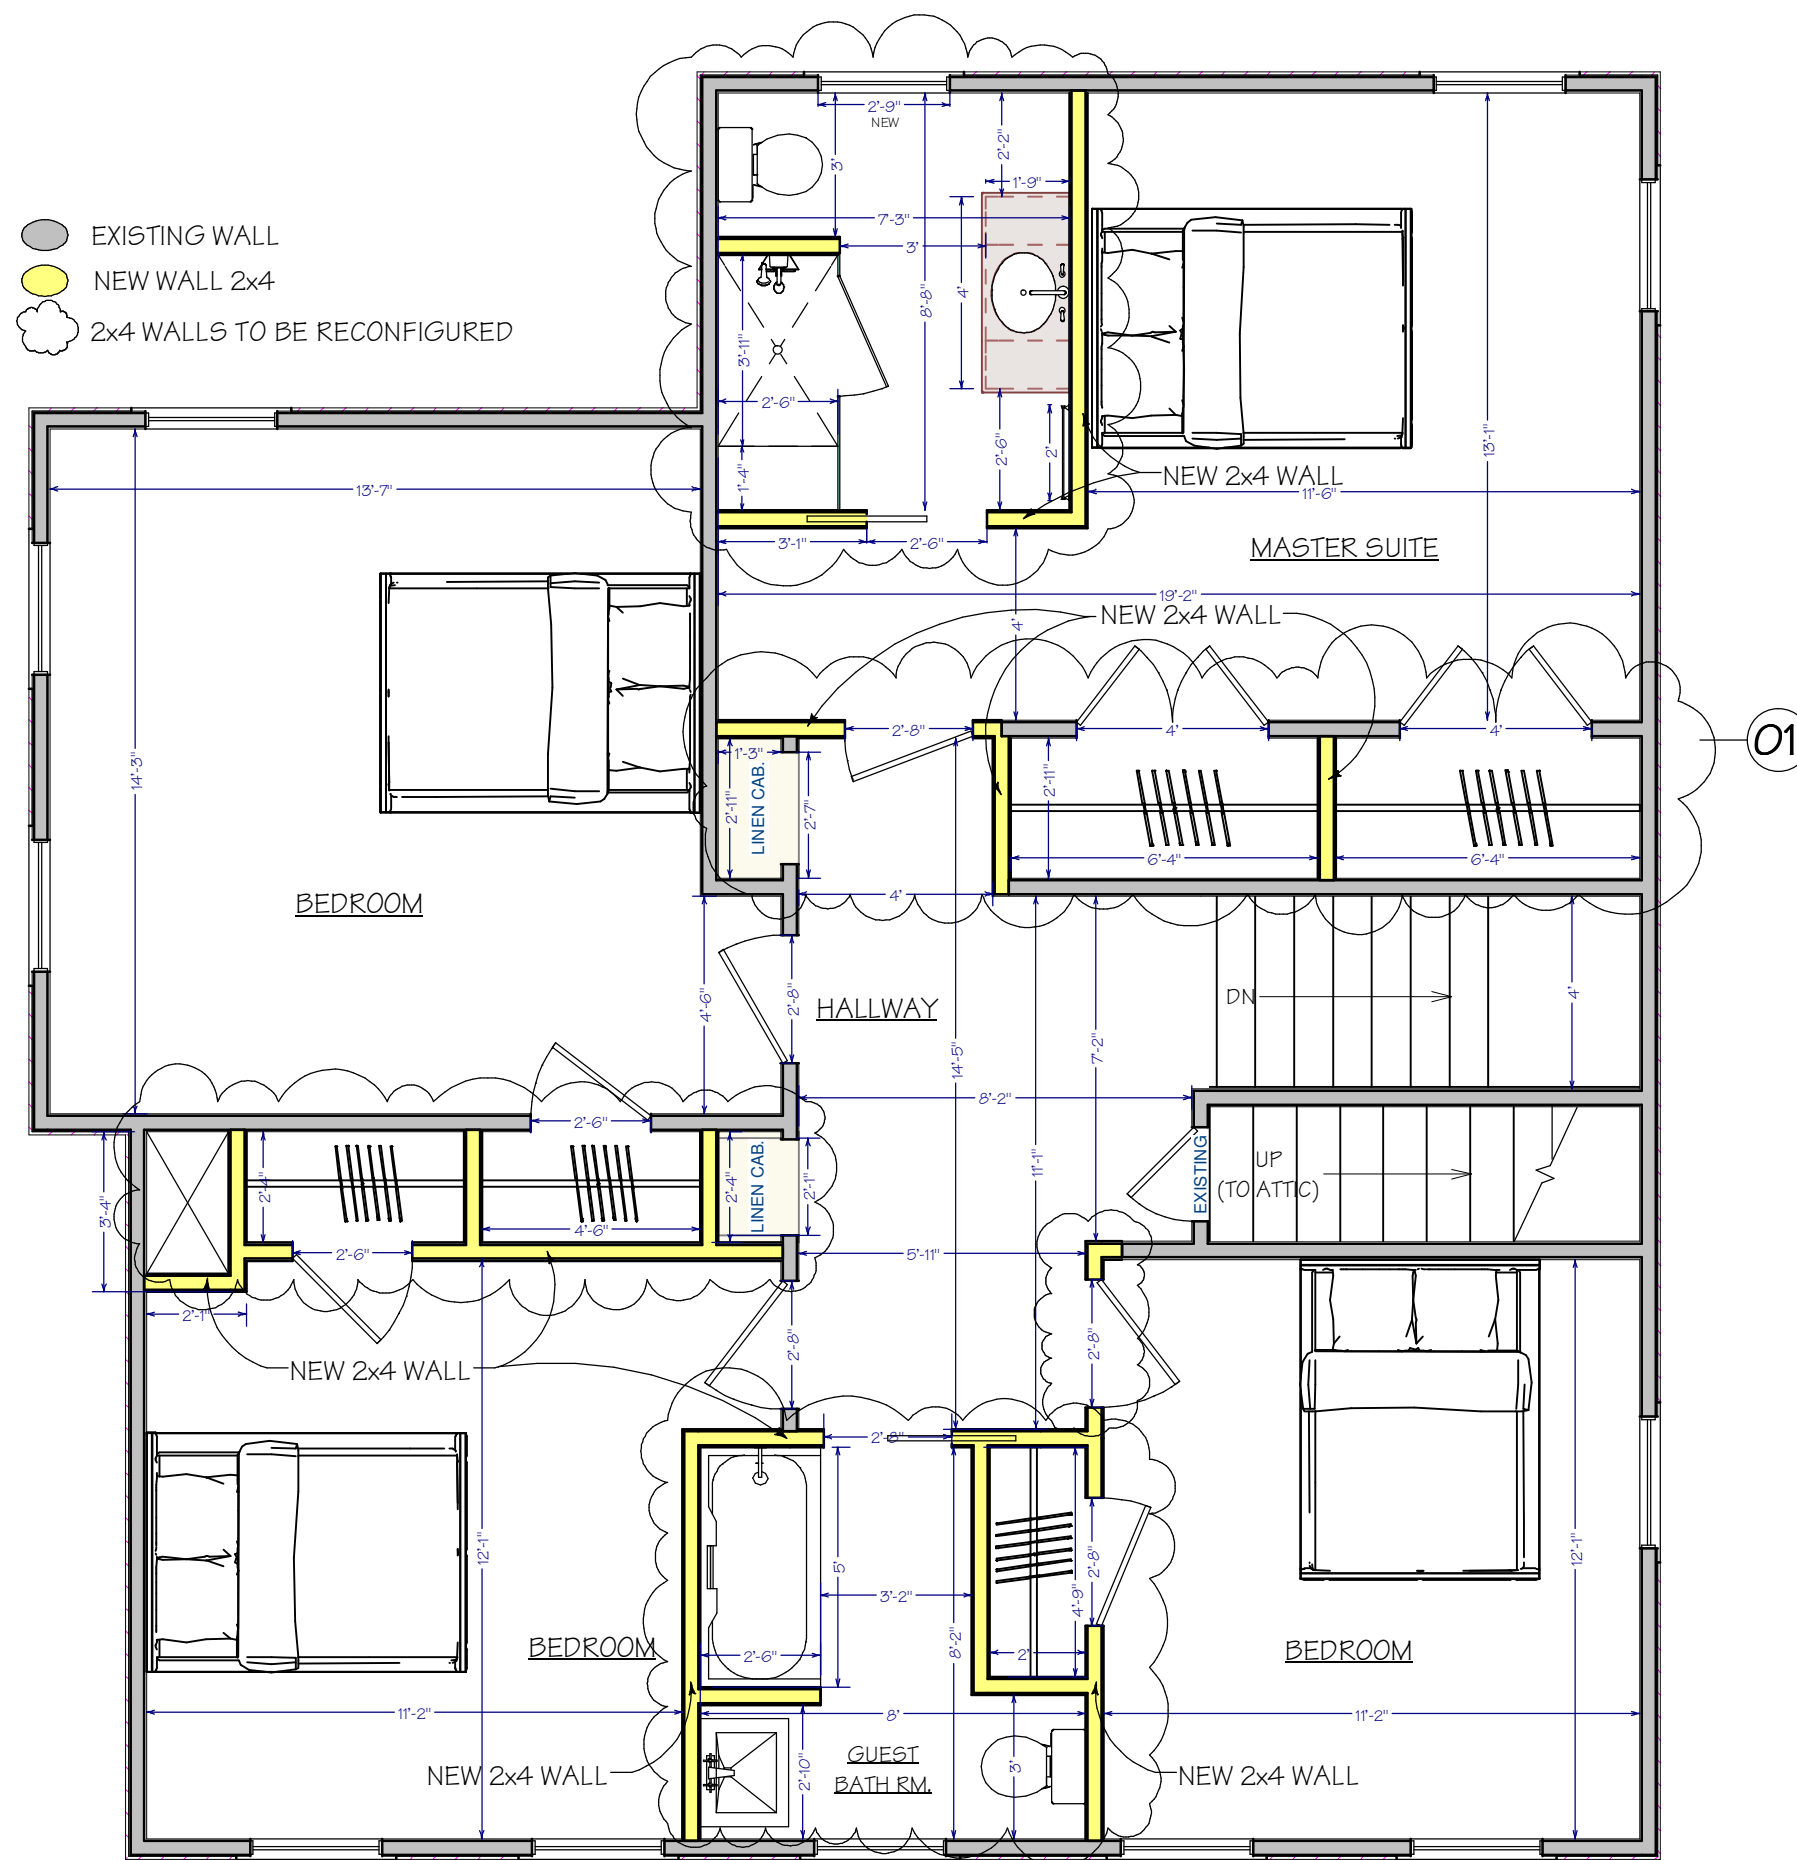 EXISTING WALL
NEW WALL 2x4
2x4 WALLS TO BE RECONFIGURED
2'-9"
NEW
3'
2'-2"
1'-9"
7'-3"
3'
4'
8'-8"
3'-11"
2'-6"
1'-4"
2'-6"
2'
13'-1"
13'-7"
NEW 2x4 WALL
11'-6"
3'-1"
2'-6"
MASTER SUITE
19'-2"
4'
NEW 2x4 WALL
2'-8"
4'
4'
01
14'-3"
1'-3"
2'-11"
LINEN CAB.
2'-7"
2'-11"
6'-4"
6'-4"
BEDROOM
4'
4'-6"
2'-8"
HALLWAY
14'-5"
7'-2"
DN
4'
8'-2"
2'-6"
3'-4"
2'-4"
4'-6"
2'-4"
LINEN CAB.
2'-1"
11'-1"
EXISTING
UP
(TO ATTIC)
2'-6"
5'-11"
2'-1"
2'-8"
2'-8"
NEW 2x4 WALL
2'-8"
12'-1"
5'
3'-2"
8'-2"
4'-9"
2'-8"
12'-1"
BEDROOM
2'-6"
2'
BEDROOM
11'-2"
8'
11'-2"
2'-10"
GUEST
BATH RM.
3'
NEW 2x4 WALL
NEW 2x4 WALL